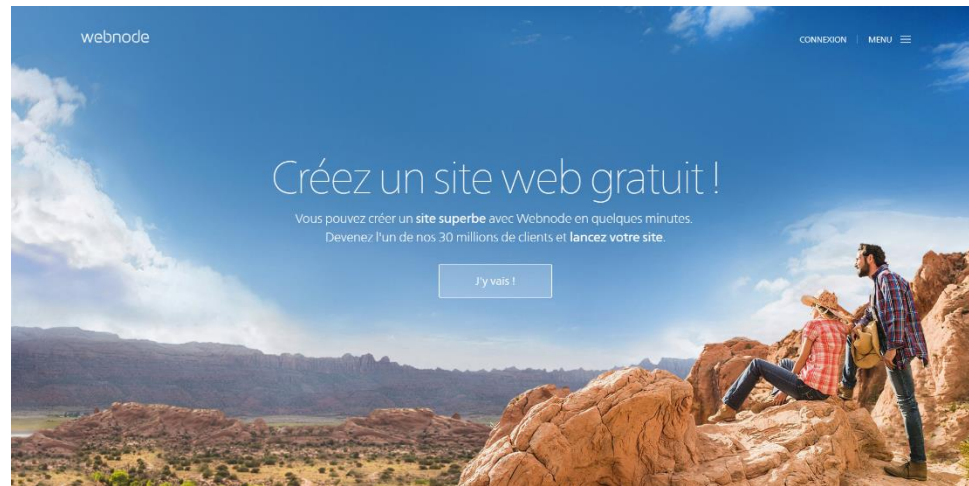 webnode
CONNEXION | MENU
Créez un site web gratuit !
Vous pouvez créer un site superbe avec Webnode en quelques minutes.
Devenez l'un de nos 30 millions de clients et lancez votre site.
J'y vais !